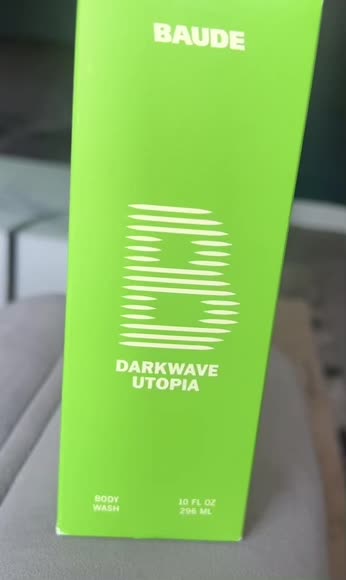 BAUDE
B
DARKWAVE
UTOPIA
BODY
WASH
10 FL OZ
296 ML